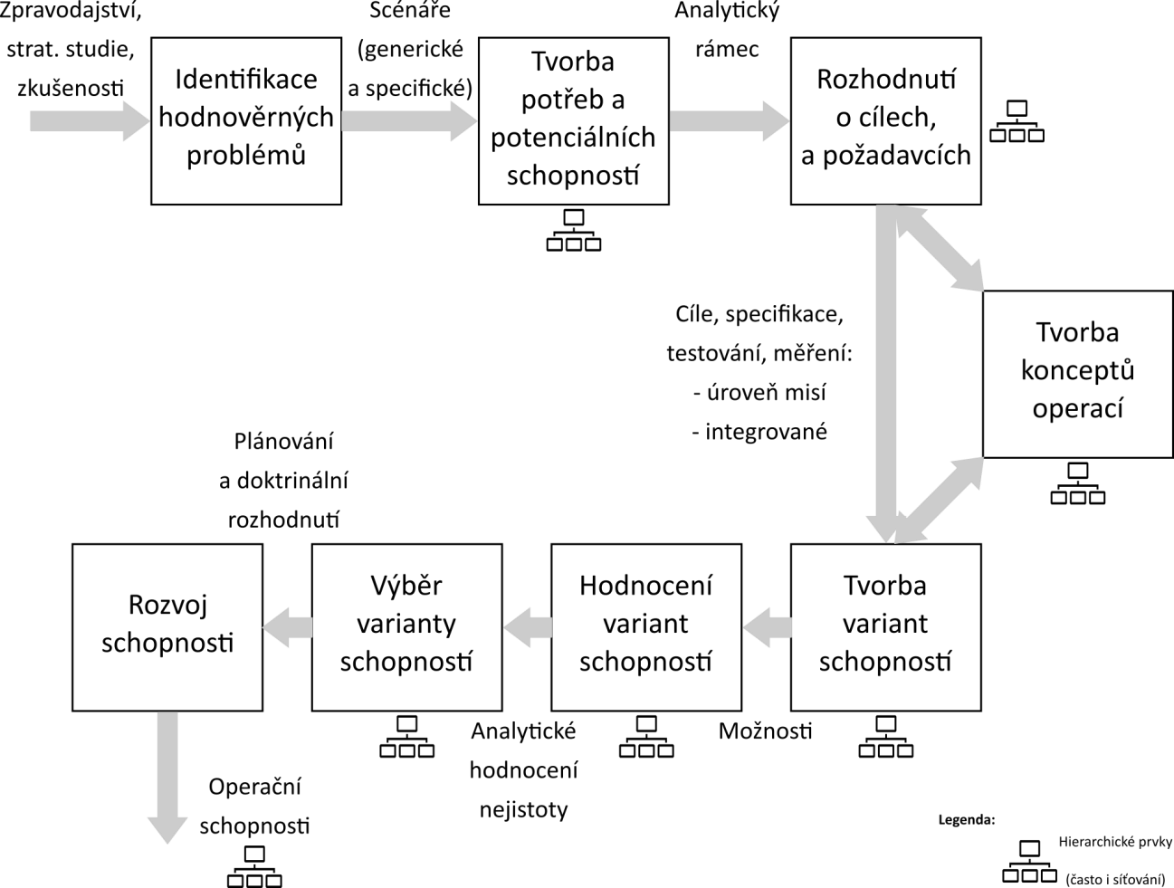 Zpravodajství,
strat. studie,
zkušenosti
Identifikace
hodnověrných
problémů
Scénáře
(generické
a specifické)
Tvorba
potřeb a
potenciálních
schopností
Analytický
rámec
Rozhodnutí
o cílech,
a požadavcích
Cíle, specifikace,
testování, měření:
- úroveň misí
- integrované
Tvorba
konceptů
operací
Tvorba
variant
schopností
Možnosti
Hodnocení
variant
schopností
Analytické
hodnocení
nejistoty
Výběr
varianty
schopností
Plánování
a doktrinální
rozhodnutí
Rozvoj
schopností
Operační
schopnosti
Legenda:
Hierarchické prvky
(často i síťování)